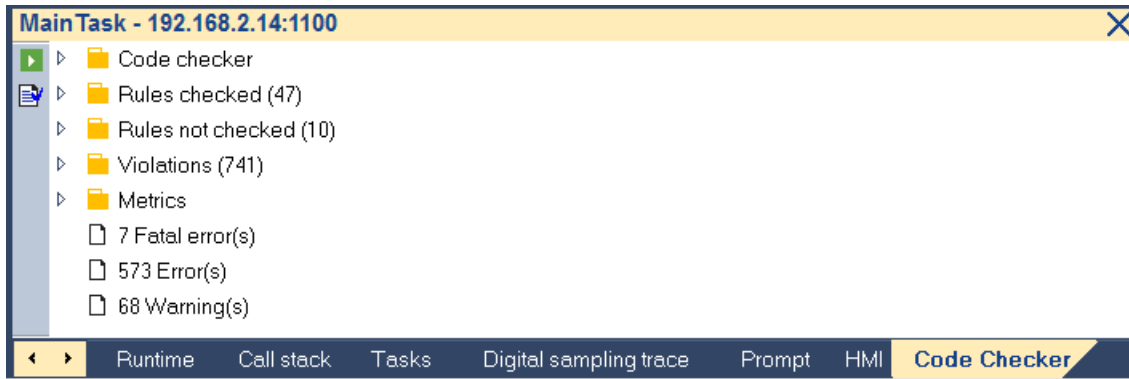 MainTask - 192.168.2.14:1100
Code checker
Rules checked (47)
Rules not checked (10)
Violations (741)
Metrics
7 Fatal error(s)
573 Error(s)
68 Warning(s)
Runtime Call stack Tasks Digital sampling trace Prompt HMI Code Checker